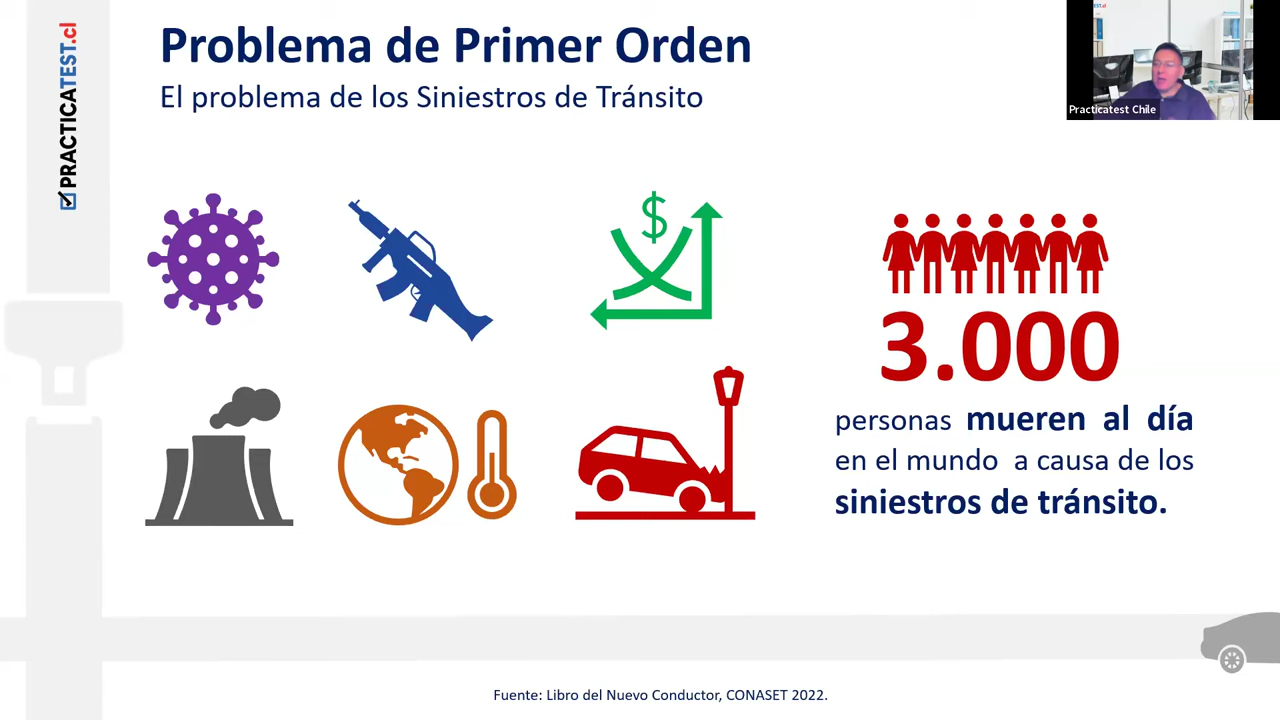 PRACTICATEST.cl
Problema de Primer Orden
El problema de los Siniestros de Tránsito
Practicatest Chile
$
3.000
personas mueren al día
en el mundo a causa de los
siniestros de tránsito.
Fuente: Libro del Nuevo Conductor, CONASET 2022.